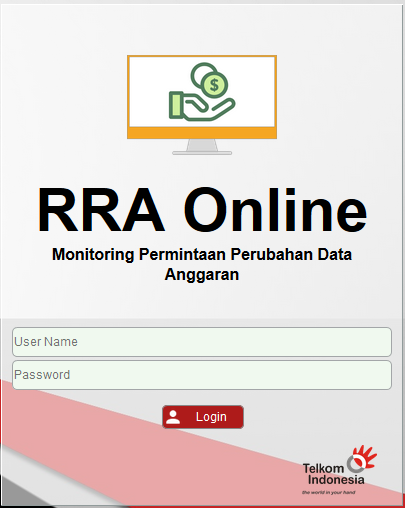 $
RRA Online
Monitoring Permintaan Perubahan Data
Anggaran
User Name
Password
Login
Telkom
Indonesia
the world in your hand